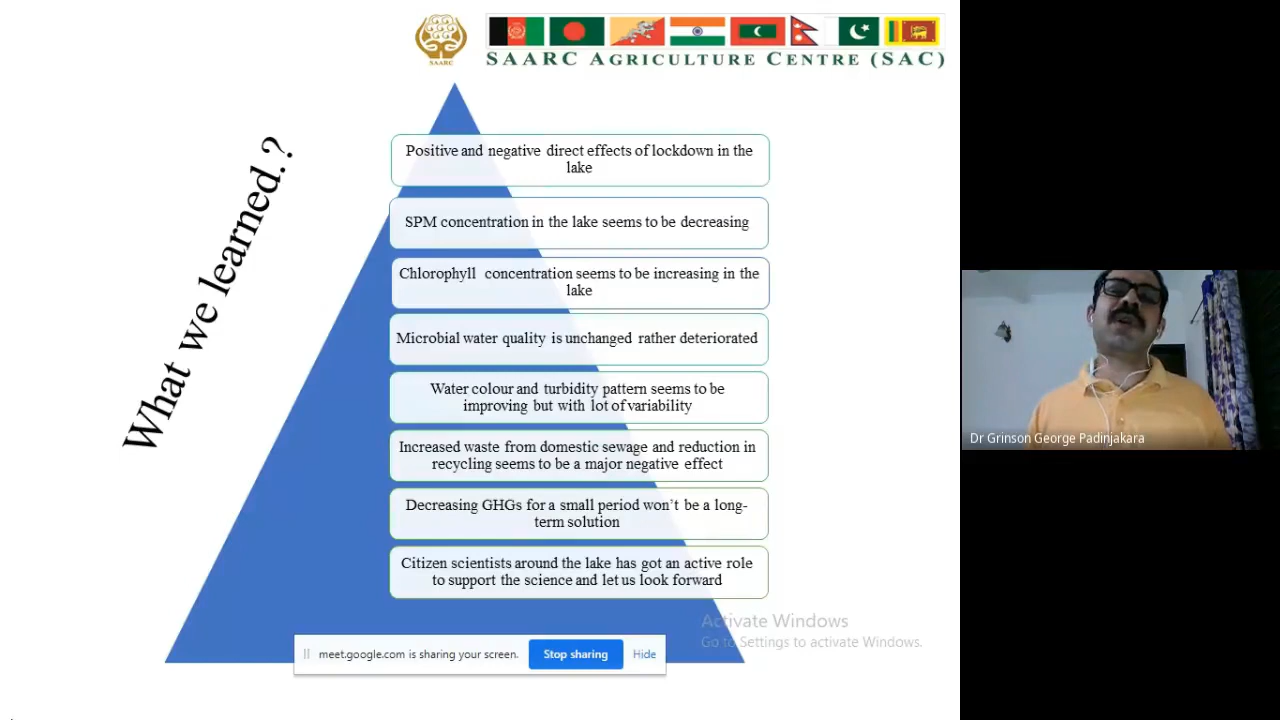 SAARC
SAARC AGRICULTURE CENTRE (SAC)
What we learned.?
Positive and negative direct effects of lockdown in the
lake
SPM concentration in the lake seems to be decreasing
Chlorophyll concentration seems to be increasing in the
lake
Microbial water quality is unchanged rather deteriorated
Water colour and turbidity pattern seems to be
improving but with lot of variability
Increased waste from domestic sewage and reduction in
recycling seems to be a major negative effect
Decreasing GHGs for a small period won't be a long-
term solution
Citizen scientists around the lake has got an active role
to support the science and let us look forward
Activate Windows
Go to Settings to activate Windows.
meet.google.com is sharing your screen.
Stop sharing
Hide
Dr Grinson George Padinjakara